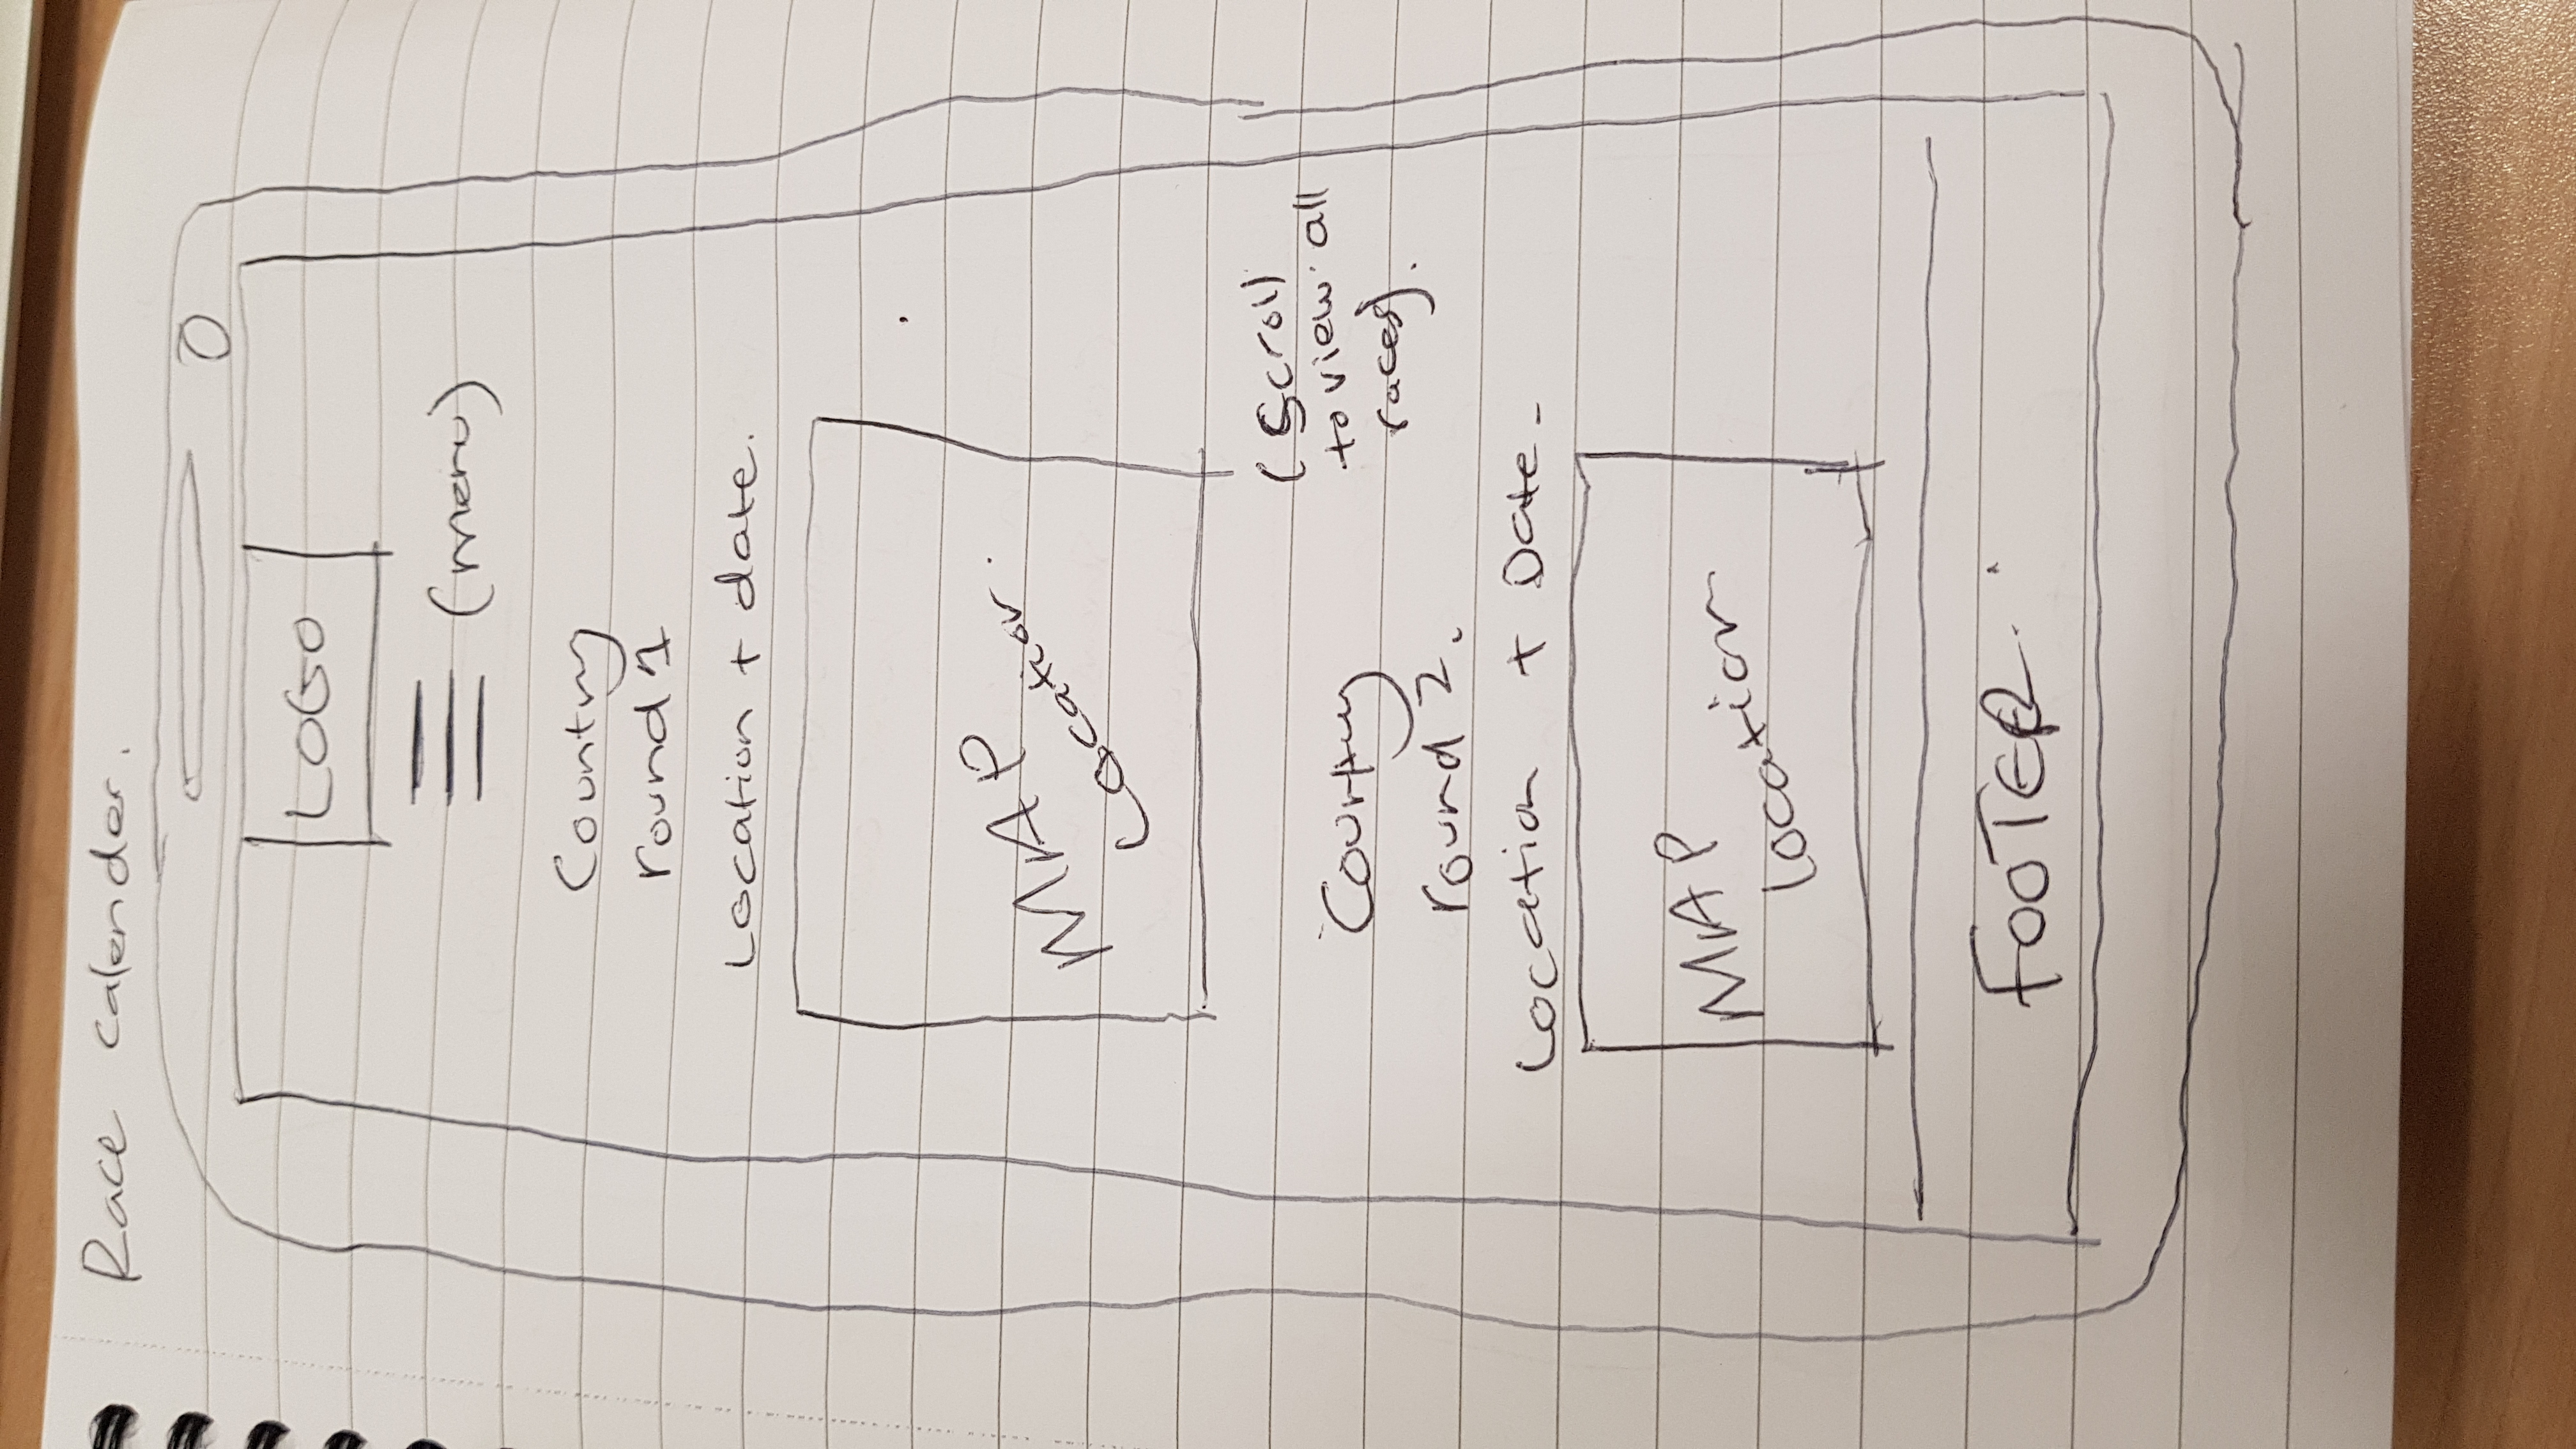 Race Calender.
LOGO
(menu)
Country
round 1
Location + date.
MAP
Location.
(Scroll
to view all
races).
Country
round 2.
Location + Date-
MAP
Location
FOOTER.